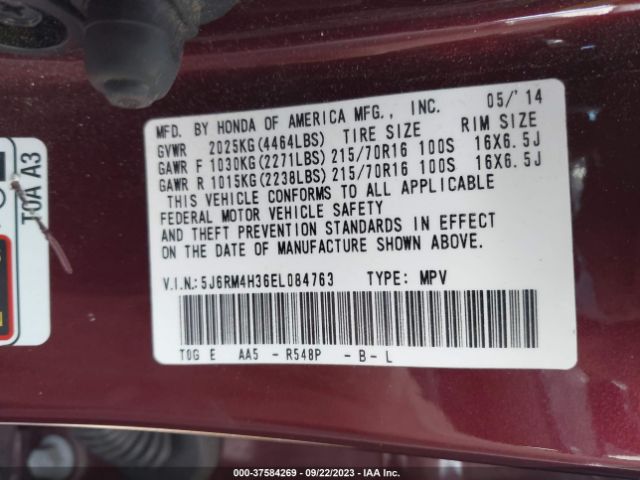 MFD. BY HONDA OF AMERICA MFG., INC. 05/'14
GVWR 2025KG(4464LBS) TIRE SIZE RIM SIZE
GAWR F 1030KG(2271LBS) 215/70R16 100S 16X6.5J
GAWR R 1015KG(2238LBS) 215/70R16 100S 16X6.5J
THIS VEHICLE CONFORMS TO ALL APPLICABLE
FEDERAL MOTOR VEHICLE SAFETY
AND THEFT PREVENTION STANDARDS IN EFFECT
ON THE DATE OF MANUFACTURE SHOWN ABOVE.
V.I.N.:5J6RM4H36EL084763 TYPE: MPV
T0G E AA5 - R548P - B - L
T0A A3
000-37584269 - 09/22/2023 - IAA Inc.